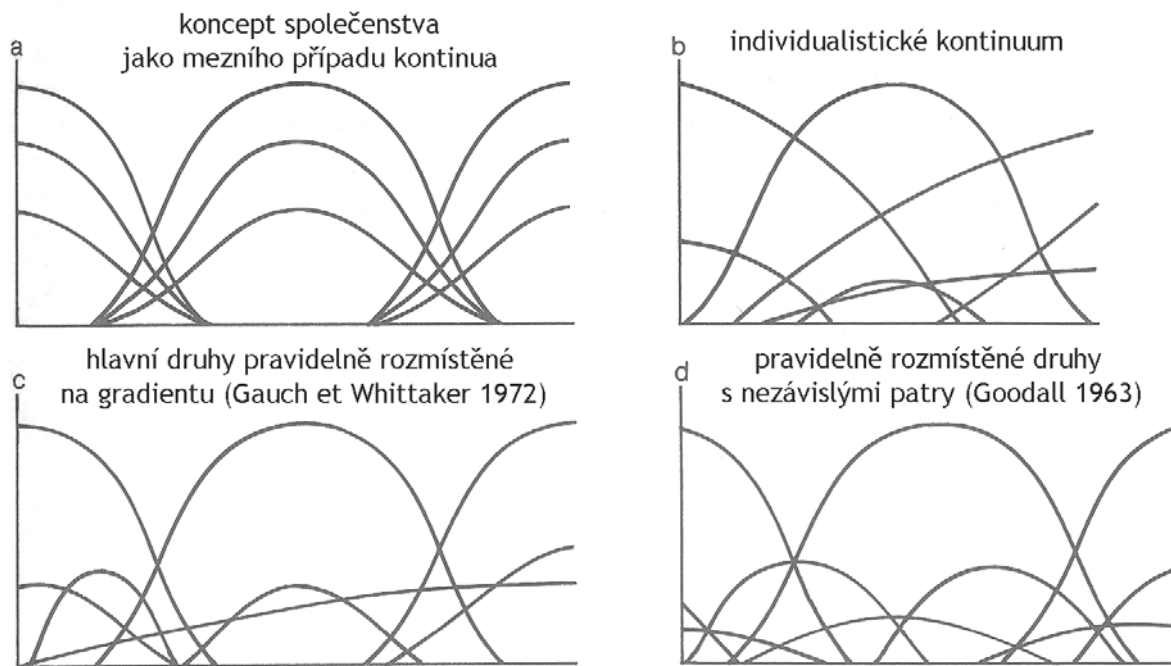 a
koncept společenstva
jako mezního případu kontinua
b
individualistické kontinuum
c
hlavní druhy pravidelně rozmístěné
na gradientu (Gauch et Whittaker 1972)
d
pravidelně rozmístěné druhy
s nezávislými patry (Goodall 1963)